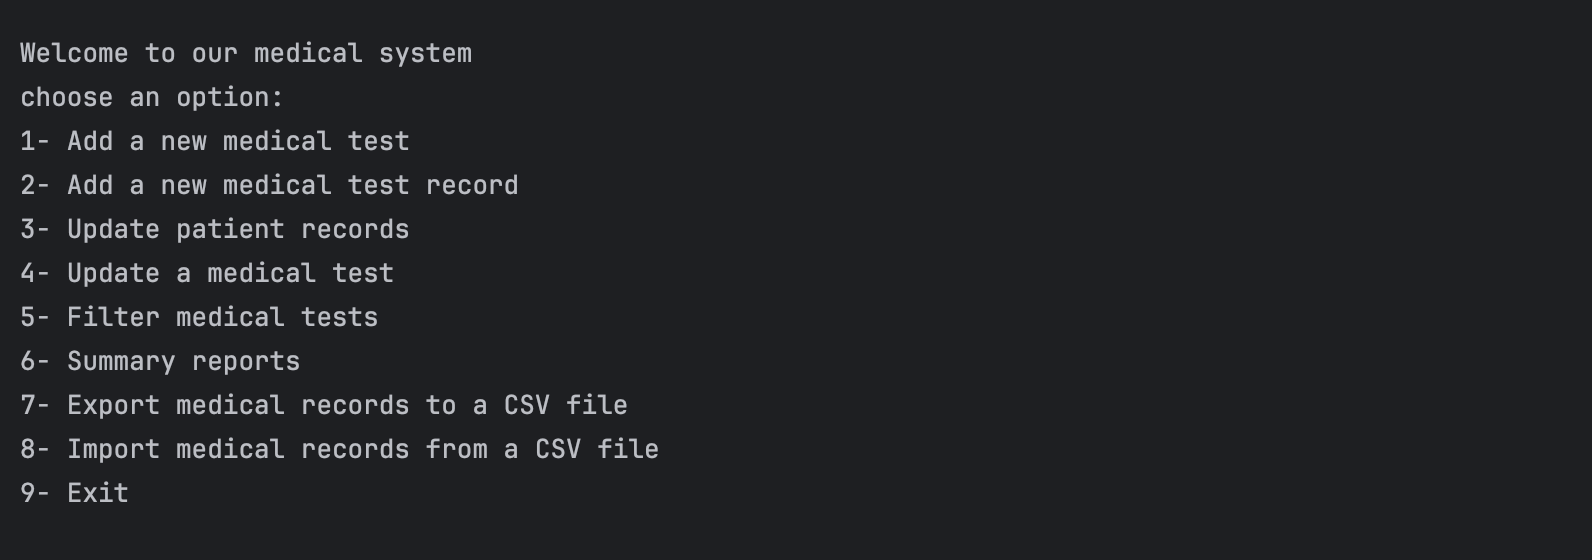 Welcome to our medical system
choose an option:
1- Add a new medical test
2- Add a new medical test record
3- Update patient records
4- Update a medical test
5- Filter medical tests
6- Summary reports
7- Export medical records to a CSV file
8- Import medical records from a CSV file
9- Exit